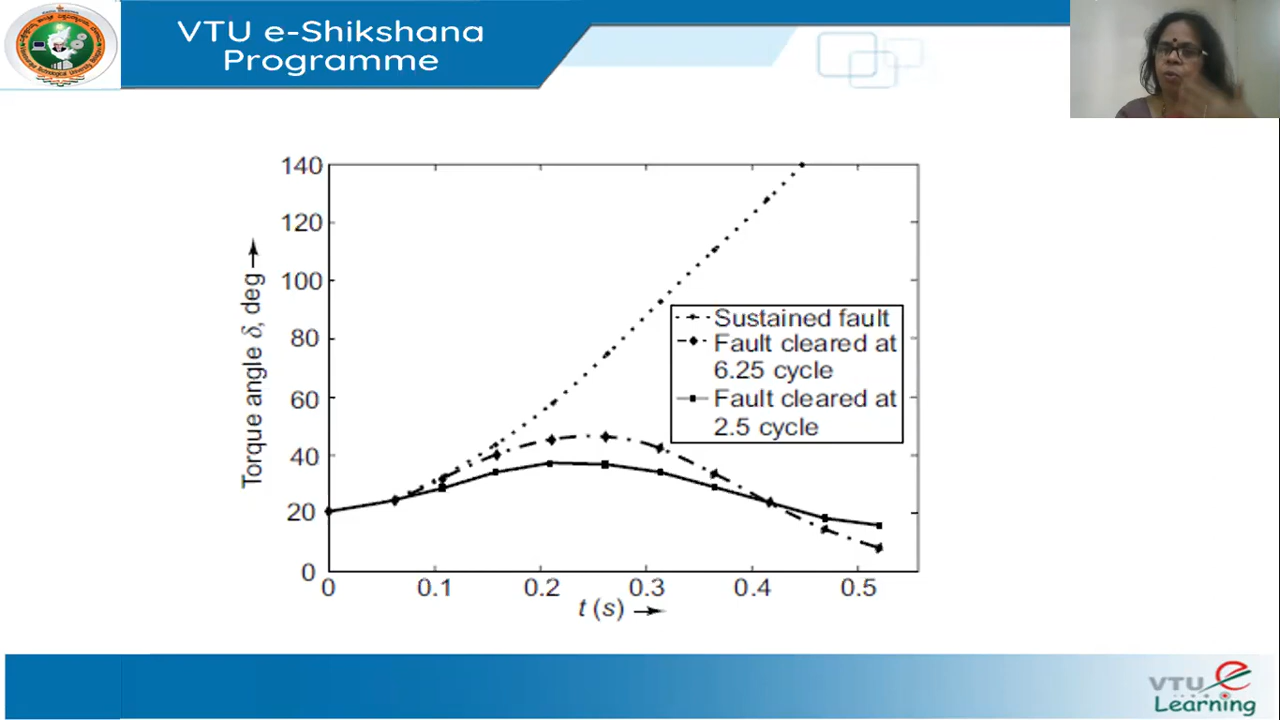 VTU e-Shikshana
Programme
140
120
100
80
60
40
20
0
Torque angle δ, deg
Sustained fault
Fault cleared at
6.25 cycle
Fault cleared at
2.5 cycle
0 0.1 0.2 0.3 0.4 0.5
t (s)
VTU e
Learning